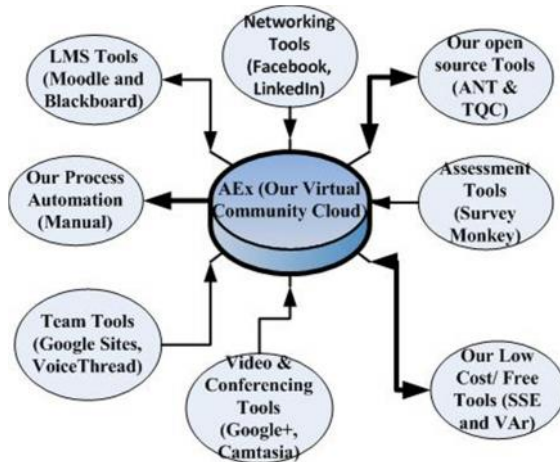 Networking
Tools
(Facebook,
LinkedIn)
LMS Tools
(Moodle and
Blackboard)
Our open
source Tools
(ANT &
TQC)
Our Process
Automation
(Manual)
AEx (Our Virtual
Community Cloud)
Assessment
Tools
(Survey
Monkey)
Team Tools
(Google Sites,
VoiceThread)
Video &
Conferencing
Tools
(Google+,
Camtasia)
Our Low
Cost/ Free
Tools (SSE
and VAr)